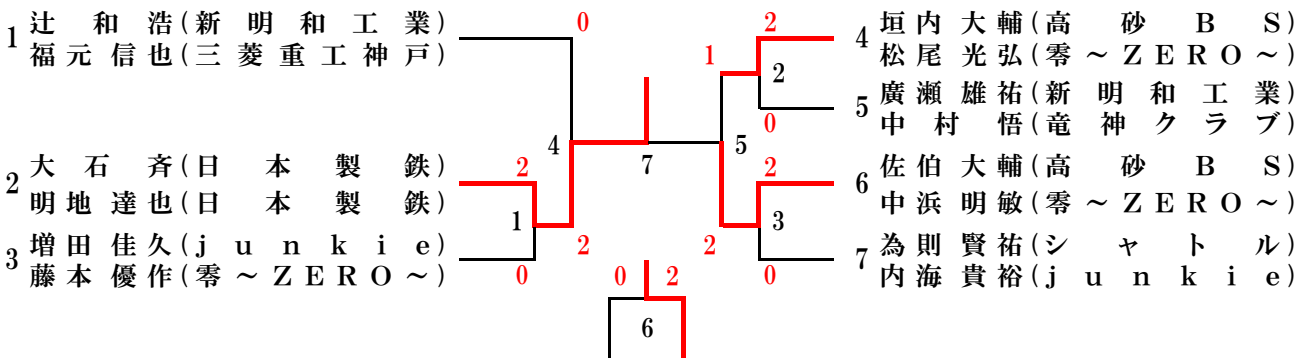 1 辻 和 浩(新 明 和 工 業)
福元 信也(三菱重工神戸)
2 大 石 斉(日 本 製 鉄)
明地 達也(日 本 製 鉄)
3 増田 佳久(j u n k i e)
藤本 優作(零~ZERO~)
4 垣内 大輔(高 砂 B S)
松尾 光弘(零~ZERO~)
5 廣瀬 雄祐(新 明 和 工 業)
中 村 悟(竜神クラブ)
6 佐伯 大輔(高 砂 B S)
中浜 明敏(零~ZERO~)
7 為則 賢祐(シ ャ ト ル)
内海 貴裕(j u n k i e)
0
2
1
2
0
4
2
0
7
2
1
2
0
5
2
3
2
0
0 2
6